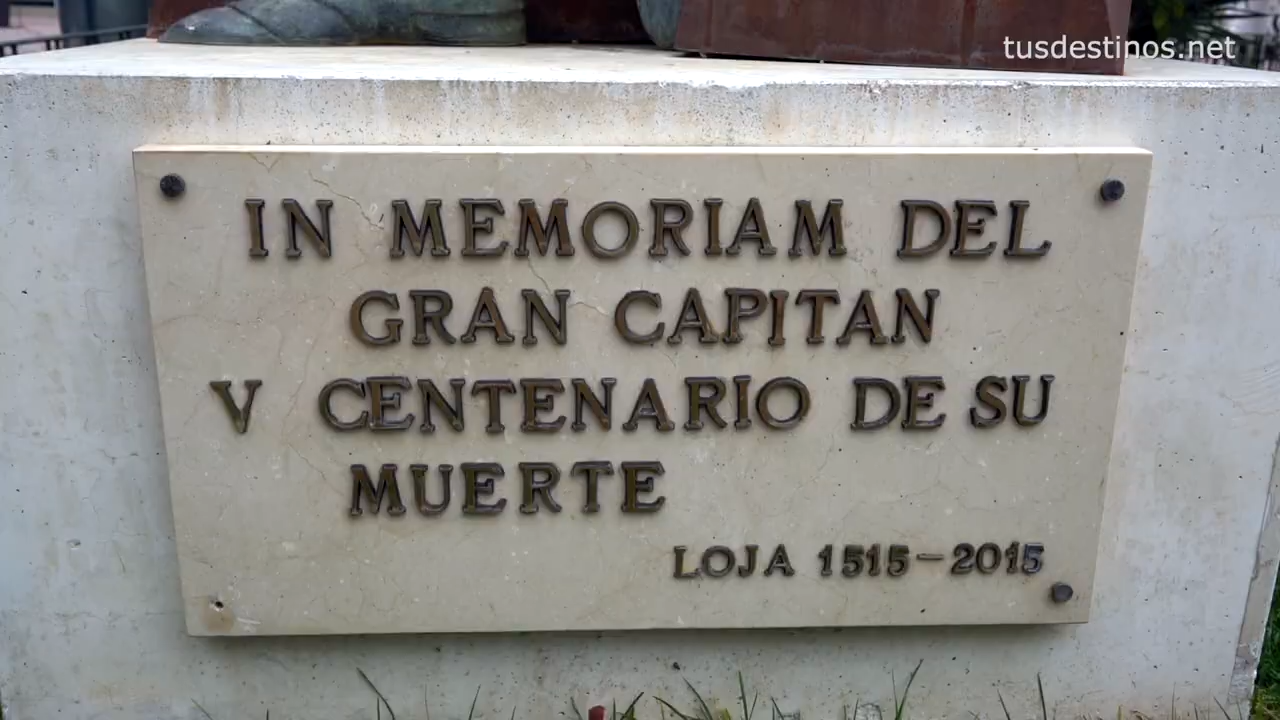 tusdestinos.net
IN MEMORIAM DEL
GRAN CAPITAN
V CENTENARIO DE SU
MUERTE
LOJA 1515-2015